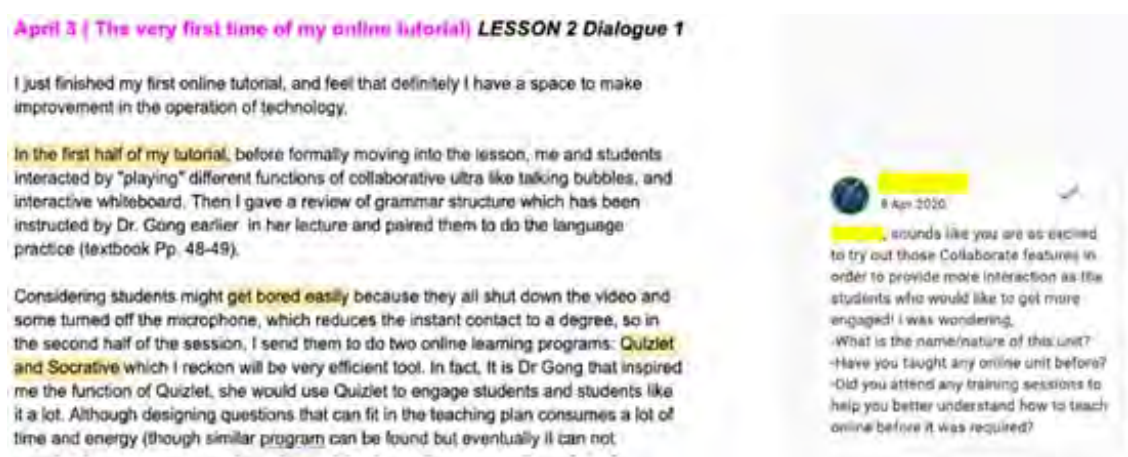 April 3 ( The very first time of my online tutorial) LESSON 2 Dialogue 1
I just finished my first online tutorial, and feel that definitely I have a space to make
improvement in the operation of technology.
In the first half of my tutorial, before formally moving into the lesson, me and students
interacted by "playing" different functions of collaborative ultra like talking bubbles, and
interactive whiteboard. Then I gave a review of grammar structure which has been
instructed by Dr. Gong earlier in her lecture and paired them to do the language
practice (textbook Pp. 48-49).
Considering students might get bored easily because they all shut down the video and
some turned off the microphone, which reduces the instant contact to a degree, so in
the second half of the session, I send them to do two online learning programs: Quizlet
and Socrative which I reckon will be very efficient tool. In fact, It is Dr Gong that inspired
me the function of Quizlet, she would use Quizlet to engage students and students like
it a lot. Although designing questions that can fit in the teaching plan consumes a lot of
time and energy (though similar program can be found but eventually it can not
Apr 2020
, sounds like you are as excited
to try out those Collaborate features in
order to provide more interaction as the
students who would like to get more
engaged! I was wondering,
-What is the name/nature of this unit?
-Have you taught any online unit before?
-Did you attend any training sessions to
help you better understand how to teach
online before it was required?